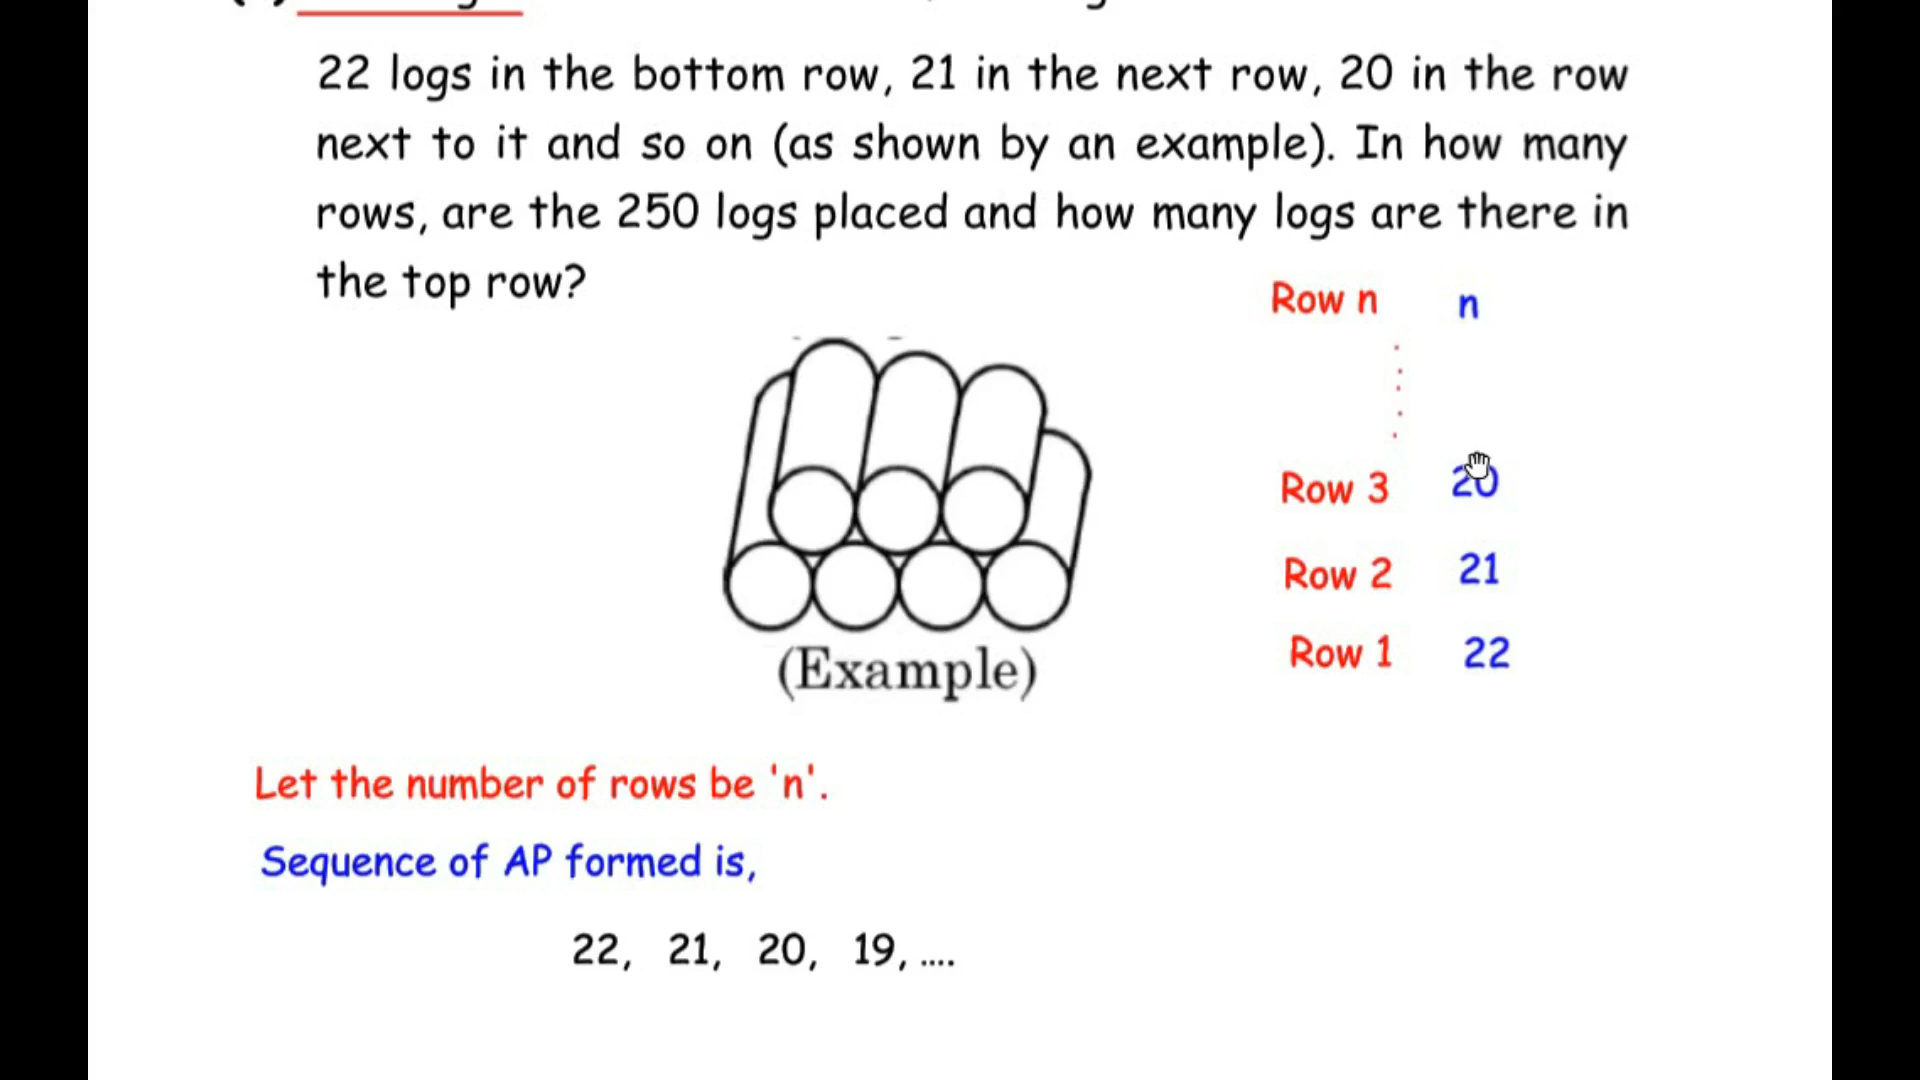 22 logs in the bottom row, 21 in the next row, 20 in the row
next to it and so on (as shown by an example). In how many
rows, are the 250 logs placed and how many logs are there in
the top row?
Row n n
Row 3 20
Row 2 21
Row 1 22
(Example)
Let the number of rows be 'n'.
Sequence of AP formed is,
22, 21, 20, 19, ....